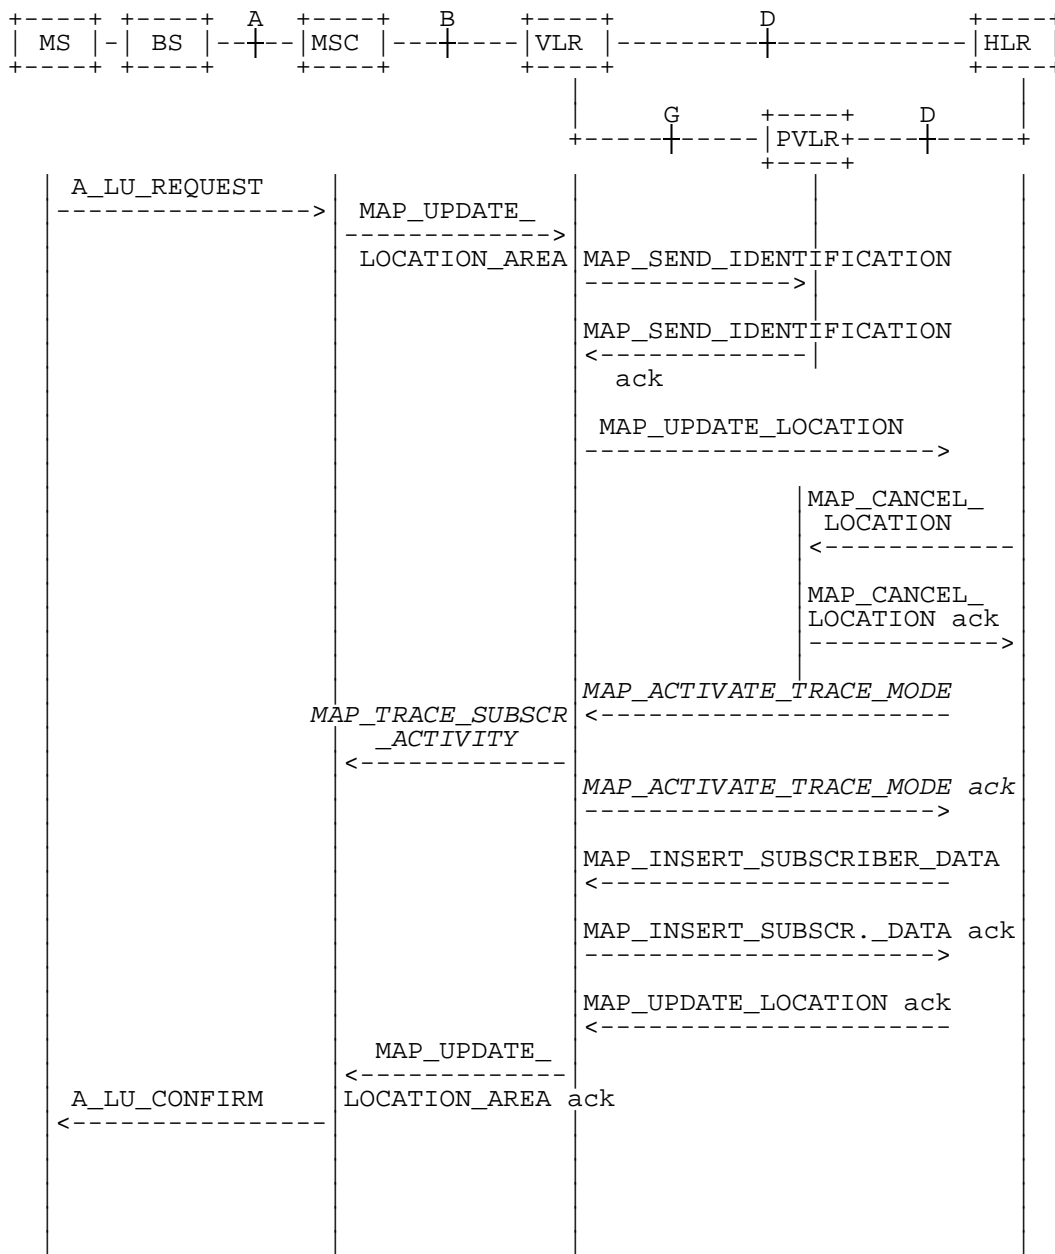 A B D
MS BS MSC VLR HLR
G D
PVLR
A_LU_REQUEST
MAP_UPDATE_
LOCATION_AREA MAP_SEND_IDENTIFICATION
MAP_SEND_IDENTIFICATION
ack
MAP_UPDATE_LOCATION
MAP_CANCEL_
LOCATION
MAP_CANCEL_
LOCATION ack
MAP_ACTIVATE_TRACE_MODE
MAP_TRACE_SUBSCR
_ACTIVITY
MAP_ACTIVATE_TRACE_MODE ack
MAP_INSERT_SUBSCRIBER_DATA
MAP_INSERT_SUBSCR._DATA ack
MAP_UPDATE_LOCATION ack
MAP_UPDATE_
A_LU_CONFIRM LOCATION_AREA ack